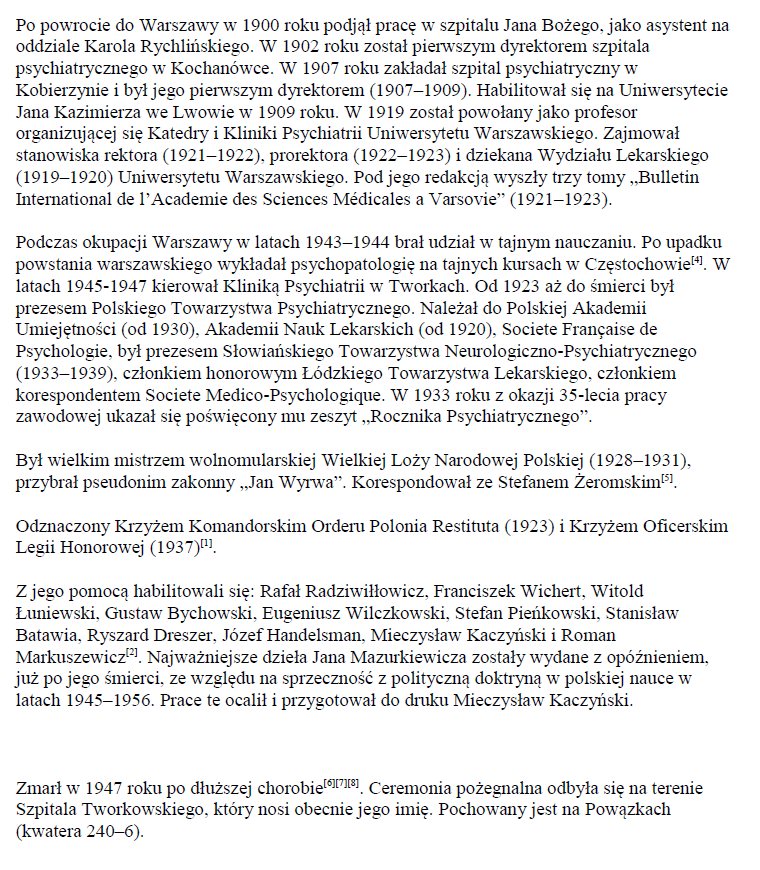 Po powrocie do Warszawy w 1900 roku podjął pracę w szpitalu Jana Bożego, jako asystent na
oddziale Karola Rychlińskiego. W 1902 roku został pierwszym dyrektorem szpitala
psychiatrycznego w Kochanówce. W 1907 roku zakładał szpital psychiatryczny w
Kobierzynie i był jego pierwszym dyrektorem (1907–1909). Habilitował się na Uniwersytecie
Jana Kazimierza we Lwowie w 1909 roku. W 1919 został powołany jako profesor
organizującej się Katedry i Kliniki Psychiatrii Uniwersytetu Warszawskiego. Zajmował
stanowiska rektora (1921–1922), prorektora (1922–1923) i dziekana Wydziału Lekarskiego
(1919–1920) Uniwersytetu Warszawskiego. Pod jego redakcją wyszły trzy tomy „Bulletin
International de l’Academie des Sciences Médicales a Varsovie” (1921–1923).

Podczas okupacji Warszawy w latach 1943–1944 brał udział w tajnym nauczaniu. Po upadku
powstania warszawskiego wykładał psychopatologię na tajnych kursach w Częstochowie[4]. W
latach 1945-1947 kierował Kliniką Psychiatrii w Tworkach. Od 1923 aż do śmierci był
prezesem Polskiego Towarzystwa Psychiatrycznego. Należał do Polskiej Akademii
Umiejętności (od 1930), Akademii Nauk Lekarskich (od 1920), Societe Française de
Psychologie, był prezesem Słowiańskiego Towarzystwa Neurologiczno-Psychiatrycznego
(1933–1939), członkiem honorowym Łódzkiego Towarzystwa Lekarskiego, członkiem
korespondentem Societe Medico-Psychologique. W 1933 roku z okazji 35-lecia pracy
zawodowej ukazał się poświęcony mu zeszyt „Rocznika Psychiatrycznego”.

Był wielkim mistrzem wolnomularskiej Wielkiej Loży Narodowej Polskiej (1928–1931),
przybrał pseudonim zakonny „Jan Wyrwa”. Korespondował ze Stefanem Żeromskim[5].

Odznaczony Krzyżem Komandorskim Orderu Polonia Restituta (1923) i Krzyżem Oficerskim
Legii Honorowej (1937)[1].

Z jego pomocą habilitowali się: Rafał Radziwiłłowicz, Franciszek Wichert, Witold
Łuniewski, Gustaw Bychowski, Eugeniusz Wilczkowski, Stefan Pieńkowski, Stanisław
Batawia, Ryszard Dreszer, Józef Handelsman, Mieczysław Kaczyński i Roman
Markuszewicz[2]. Najważniejsze dzieła Jana Mazurkiewicza zostały wydane z opóźnieniem,
już po jego śmierci, ze względu na sprzeczność z polityczną doktryną w polskiej nauce w
latach 1945–1956. Prace te ocalił i przygotował do druku Mieczysław Kaczyński.

Zmarł w 1947 roku po dłuższej chorobie[6][7][8]. Ceremonia pożegnalna odbyła się na terenie
Szpitala Tworkowskiego, który nosi obecnie jego imię. Pochowany jest na Powązkach
(kwatera 240–6).